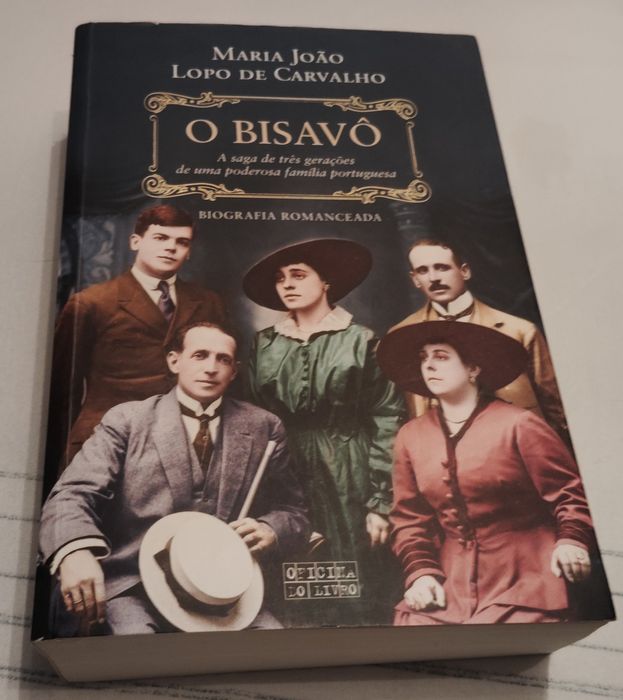 MARIA JOÃO
LOPO DE CARVALHO
O BISAVÔ
A saga de três gerações
de uma poderosa família portuguesa
BIOGRAFIA ROMANCEADA
OFICINA
DO LIVRO